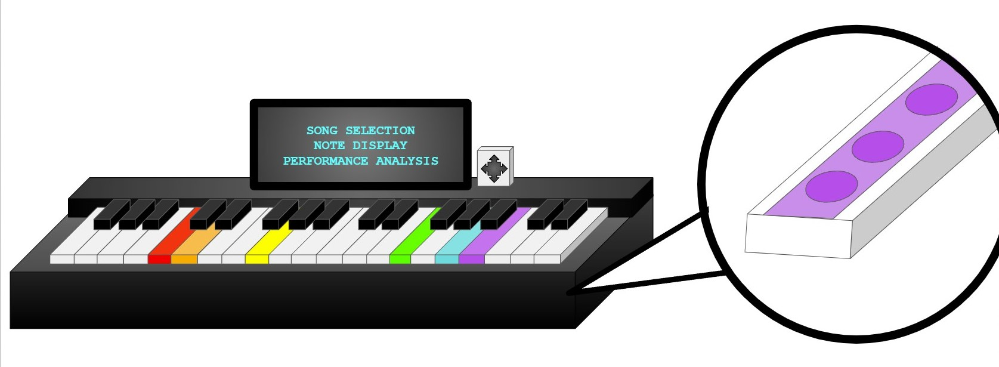 SONG SELECTION
NOTE DISPLAY
PERFORMANCE ANALYSIS